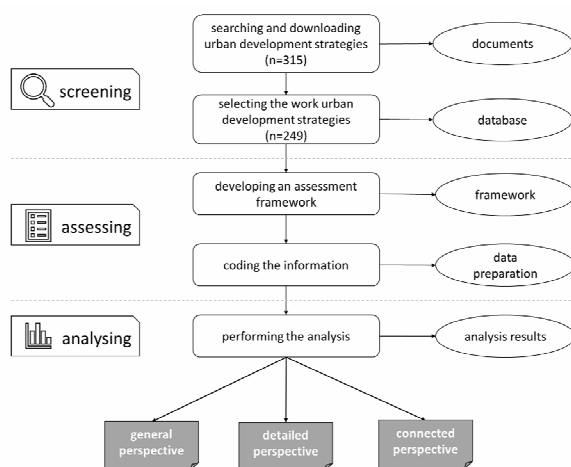 searching and downloading
urban development strategies
(n=315)
documents
screening
selecting the work urban
development strategies
(n=249)
database
developing an assessment
framework
framework
assessing
coding the information
data
preparation
analysing
performing the analysis
analysis results
general
perspective
detailed
perspective
connected
perspective